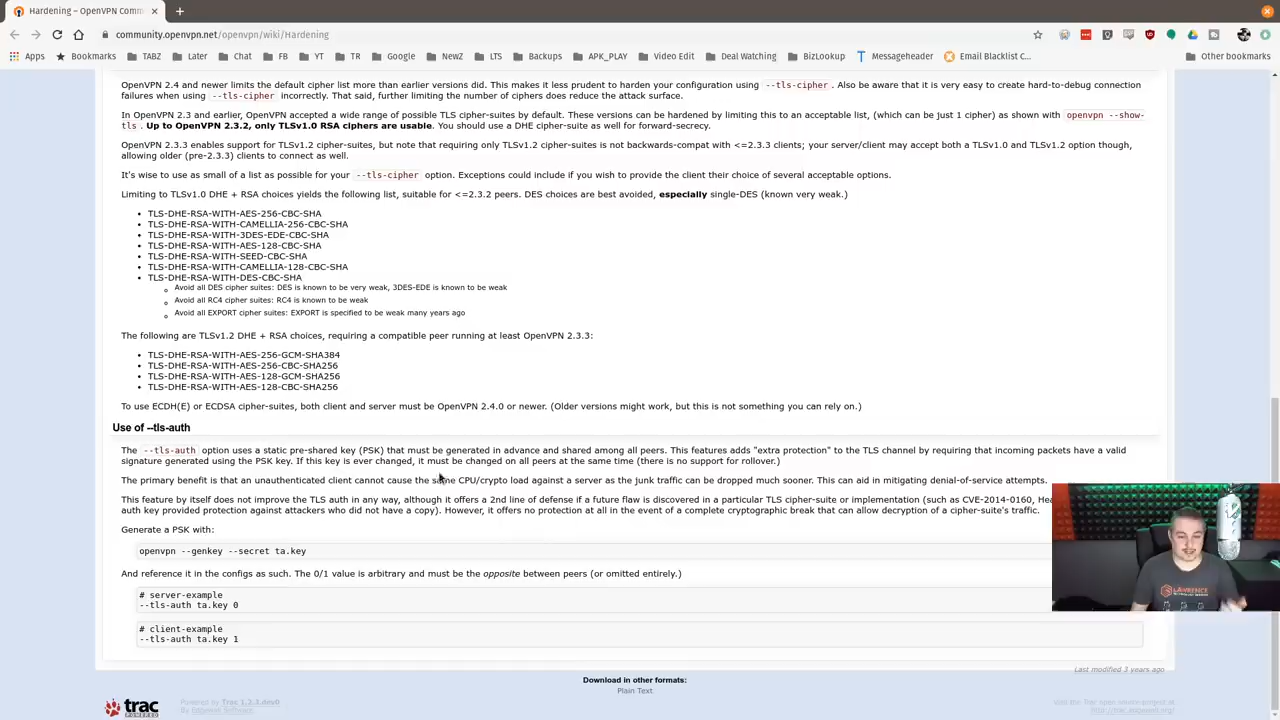 Hardening – OpenVPN Com
community.openvpn.net/openvpn/wiki/Hardening
Apps Bookmarks TABZ Later Chat FB YT TR Google NewZ LTS Backups APK_PLAY Video Edit Deal Watching BizLookup Messageheader Email Blacklist C... Other bookmarks
OpenVPN 2.4 and newer limits the default cipher list more than earlier versions did. This makes it less prudent to harden your configuration using --tls-cipher. Also be aware that it is very easy to create hard-to-debug connection
failures when using --tls-cipher incorrectly. That said, further limiting the number of ciphers does reduce the attack surface.
In OpenVPN 2.3 and earlier, OpenVPN accepted a wide range of possible TLS cipher-suites by default. These versions can be hardened by limiting this to an acceptable list, (which can be just 1 cipher) as shown with openvpn --show-
tls. Up to OpenVPN 2.3.2, only TLSv1.0 RSA ciphers are usable. You should use a DHE cipher-suite as well for forward-secrecy.
OpenVPN 2.3.3 enables support for TLSv1.2 cipher-suites, but note that requiring only TLSv1.2 cipher-suites is not backwards-compat with <=2.3.3 clients; your server/client may accept both a TLSv1.0 and TLSv1.2 option though,
allowing older (pre-2.3.3) clients to connect as well.
It's wise to use as small of a list as possible for your --tls-cipher option. Exceptions could include if you wish to provide the client their choice of several acceptable options.
Limiting to TLSv1.0 DHE + RSA choices yields the following list, suitable for <=2.3.2 peers. DES choices are best avoided, especially single-DES (known very weak.)
• TLS-DHE-RSA-WITH-AES-256-CBC-SHA
• TLS-DHE-RSA-WITH-CAMELLIA-256-CBC-SHA
• TLS-DHE-RSA-WITH-3DES-EDE-CBC-SHA
• TLS-DHE-RSA-WITH-AES-128-CBC-SHA
• TLS-DHE-RSA-WITH-SEED-CBC-SHA
• TLS-DHE-RSA-WITH-CAMELLIA-128-CBC-SHA
• TLS-DHE-RSA-WITH-DES-CBC-SHA
Avoid all DES cipher suites: DES is known to be very weak, 3DES-EDE is known to be weak
Avoid all RC4 cipher suites: RC4 is known to be weak
Avoid all EXPORT cipher suites: EXPORT is specified to be weak many years ago
The following are TLSv1.2 DHE + RSA choices, requiring a compatible peer running at least OpenVPN 2.3.3:
• TLS-DHE-RSA-WITH-AES-256-GCM-SHA384
• TLS-DHE-RSA-WITH-AES-256-CBC-SHA256
• TLS-DHE-RSA-WITH-AES-128-GCM-SHA256
• TLS-DHE-RSA-WITH-AES-128-CBC-SHA256
To use ECDH(E) or ECDSA cipher-suites, both client and server must be OpenVPN 2.4.0 or newer. (Older versions might work, but this is not something you can rely on.)
Use of --tls-auth
The --tls-auth option uses a static pre-shared key (PSK) that must be generated in advance and shared among all peers. This features adds "extra protection" to the TLS channel by requiring that incoming packets have a valid
signature generated using the PSK key. If this key is ever changed, it must be changed on all peers at the same time (there is no support for rollover.)
The primary benefit is that an unauthenticated client cannot cause the same CPU/crypto load against a server as the junk traffic can be dropped much sooner. This can aid in mitigating denial-of-service attempts.
This feature by itself does not improve the TLS auth in any way, although it offers a 2nd line of defense if a future flaw is discovered in a particular TLS cipher-suite or implementation (such as CVE-2014-0160, Hea
auth key provided protection against attackers who did not have a copy). However, it offers no protection at all in the event of a complete cryptographic break that can allow decryption of a cipher-suite's traffic.
Generate a PSK with:
openvpn --genkey --secret ta.key
And reference it in the configs as such. The 0/1 value is arbitrary and must be the opposite between peers (or omitted entirely.)
# server-example
--tls-auth ta.key 0
# client-example
--tls-auth ta.key 1
LAWRENCE
Last modified 3 years ago
Download in other formats:
Plain Text
trac
POWERED
Powered by Trac 1.2.3.dev0
By Edgewall Software.
Visit the Trac open source project at
http://trac.edgewall.org/